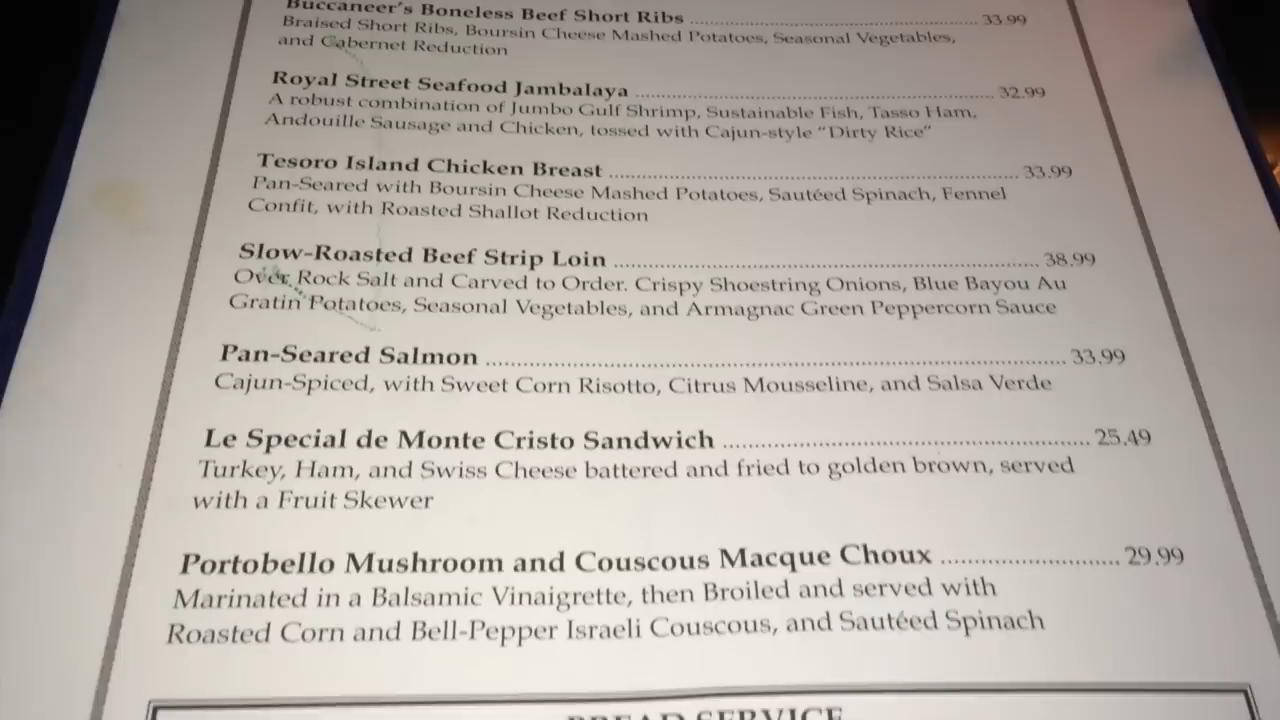 Buccaneer's Boneless Beef Short Ribs ........................................ 33.99
Braised Short Ribs, Boursin Cheese Mashed Potatoes, Seasonal Vegetables,
and Cabernet Reduction
Royal Street Seafood Jambalaya ........................................ 32.99
A robust combination of Jumbo Gulf Shrimp, Sustainable Fish, Tasso Ham,
Andouille Sausage and Chicken, tossed with Cajun-style "Dirty Rice"
Tesoro Island Chicken Breast ........................................ 33.99
Pan-Seared with Boursin Cheese Mashed Potatoes, Sautéed Spinach, Fennel
Confit, with Roasted Shallot Reduction
Slow-Roasted Beef Strip Loin ........................................ 38.99
Over Rock Salt and Carved to Order. Crispy Shoestring Onions, Blue Bayou Au
Gratin Potatoes, Seasonal Vegetables, and Armagnac Green Peppercorn Sauce
Pan-Seared Salmon ........................................ 33.99
Cajun-Spiced, with Sweet Corn Risotto, Citrus Mousseline, and Salsa Verde
Le Special de Monte Cristo Sandwich ........................................ 25.49
Turkey, Ham, and Swiss Cheese battered and fried to golden brown, served
with a Fruit Skewer
Portobello Mushroom and Couscous Macque Choux ........................................ 29.99
Marinated in a Balsamic Vinaigrette, then Broiled and served with
Roasted Corn and Bell-Pepper Israeli Couscous, and Sautéed Spinach
BREAD SERVICE